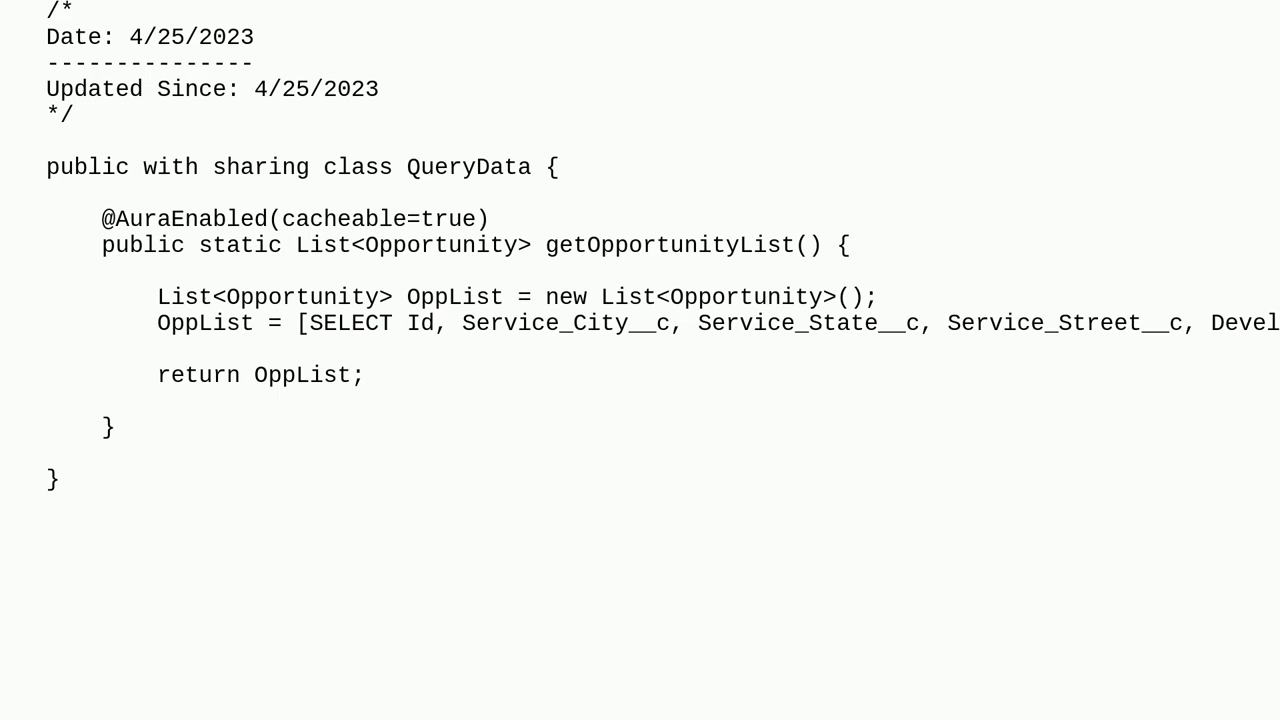 /*
Date: 4/25/2023
---------------
Updated Since: 4/25/2023
*/
public with sharing class QueryData {
@AuraEnabled(cacheable=true)
public static List<Opportunity> getOpportunityList() {
List<Opportunity> OppList = new List<Opportunity>();
OppList = [SELECT Id, Service_City__c, Service_State__c, Service_Street__c, Devel
return OppList;
}
}